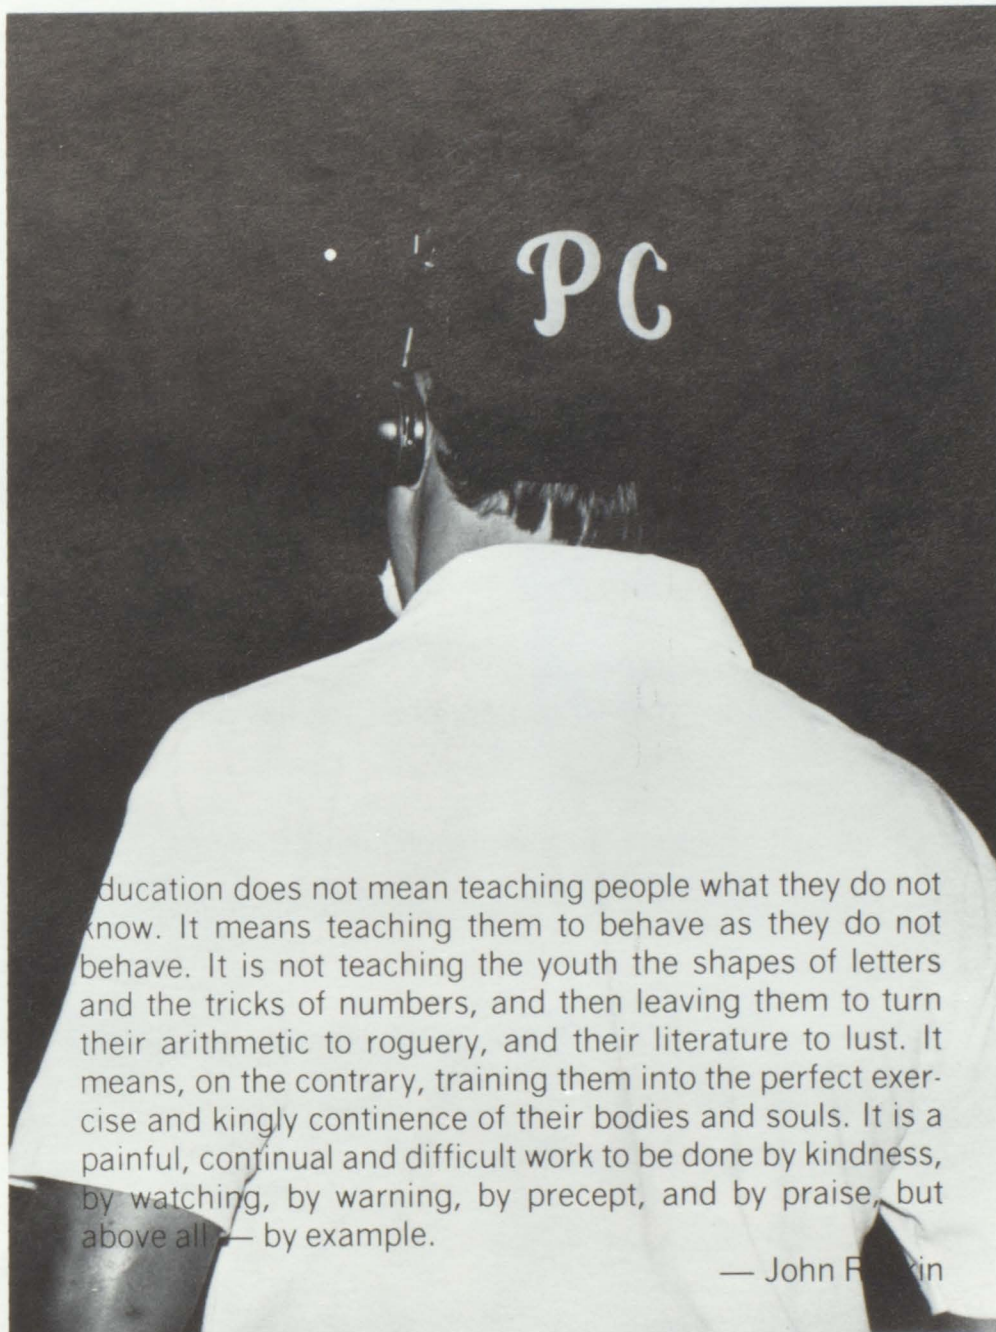 PC
Education does not mean teaching people what they do not
know. It means teaching them to behave as they do not
behave. It is not teaching the youth the shapes of letters
and the tricks of numbers, and then leaving them to turn
their arithmetic to roguery, and their literature to lust. It
means, on the contrary, training them into the perfect exer-
cise and kingly continence of their bodies and souls. It is a
painful, continual and difficult work to be done by kindness,
by watching, by warning, by precept, and by praise, but
above all — by example.
— John Ruskin